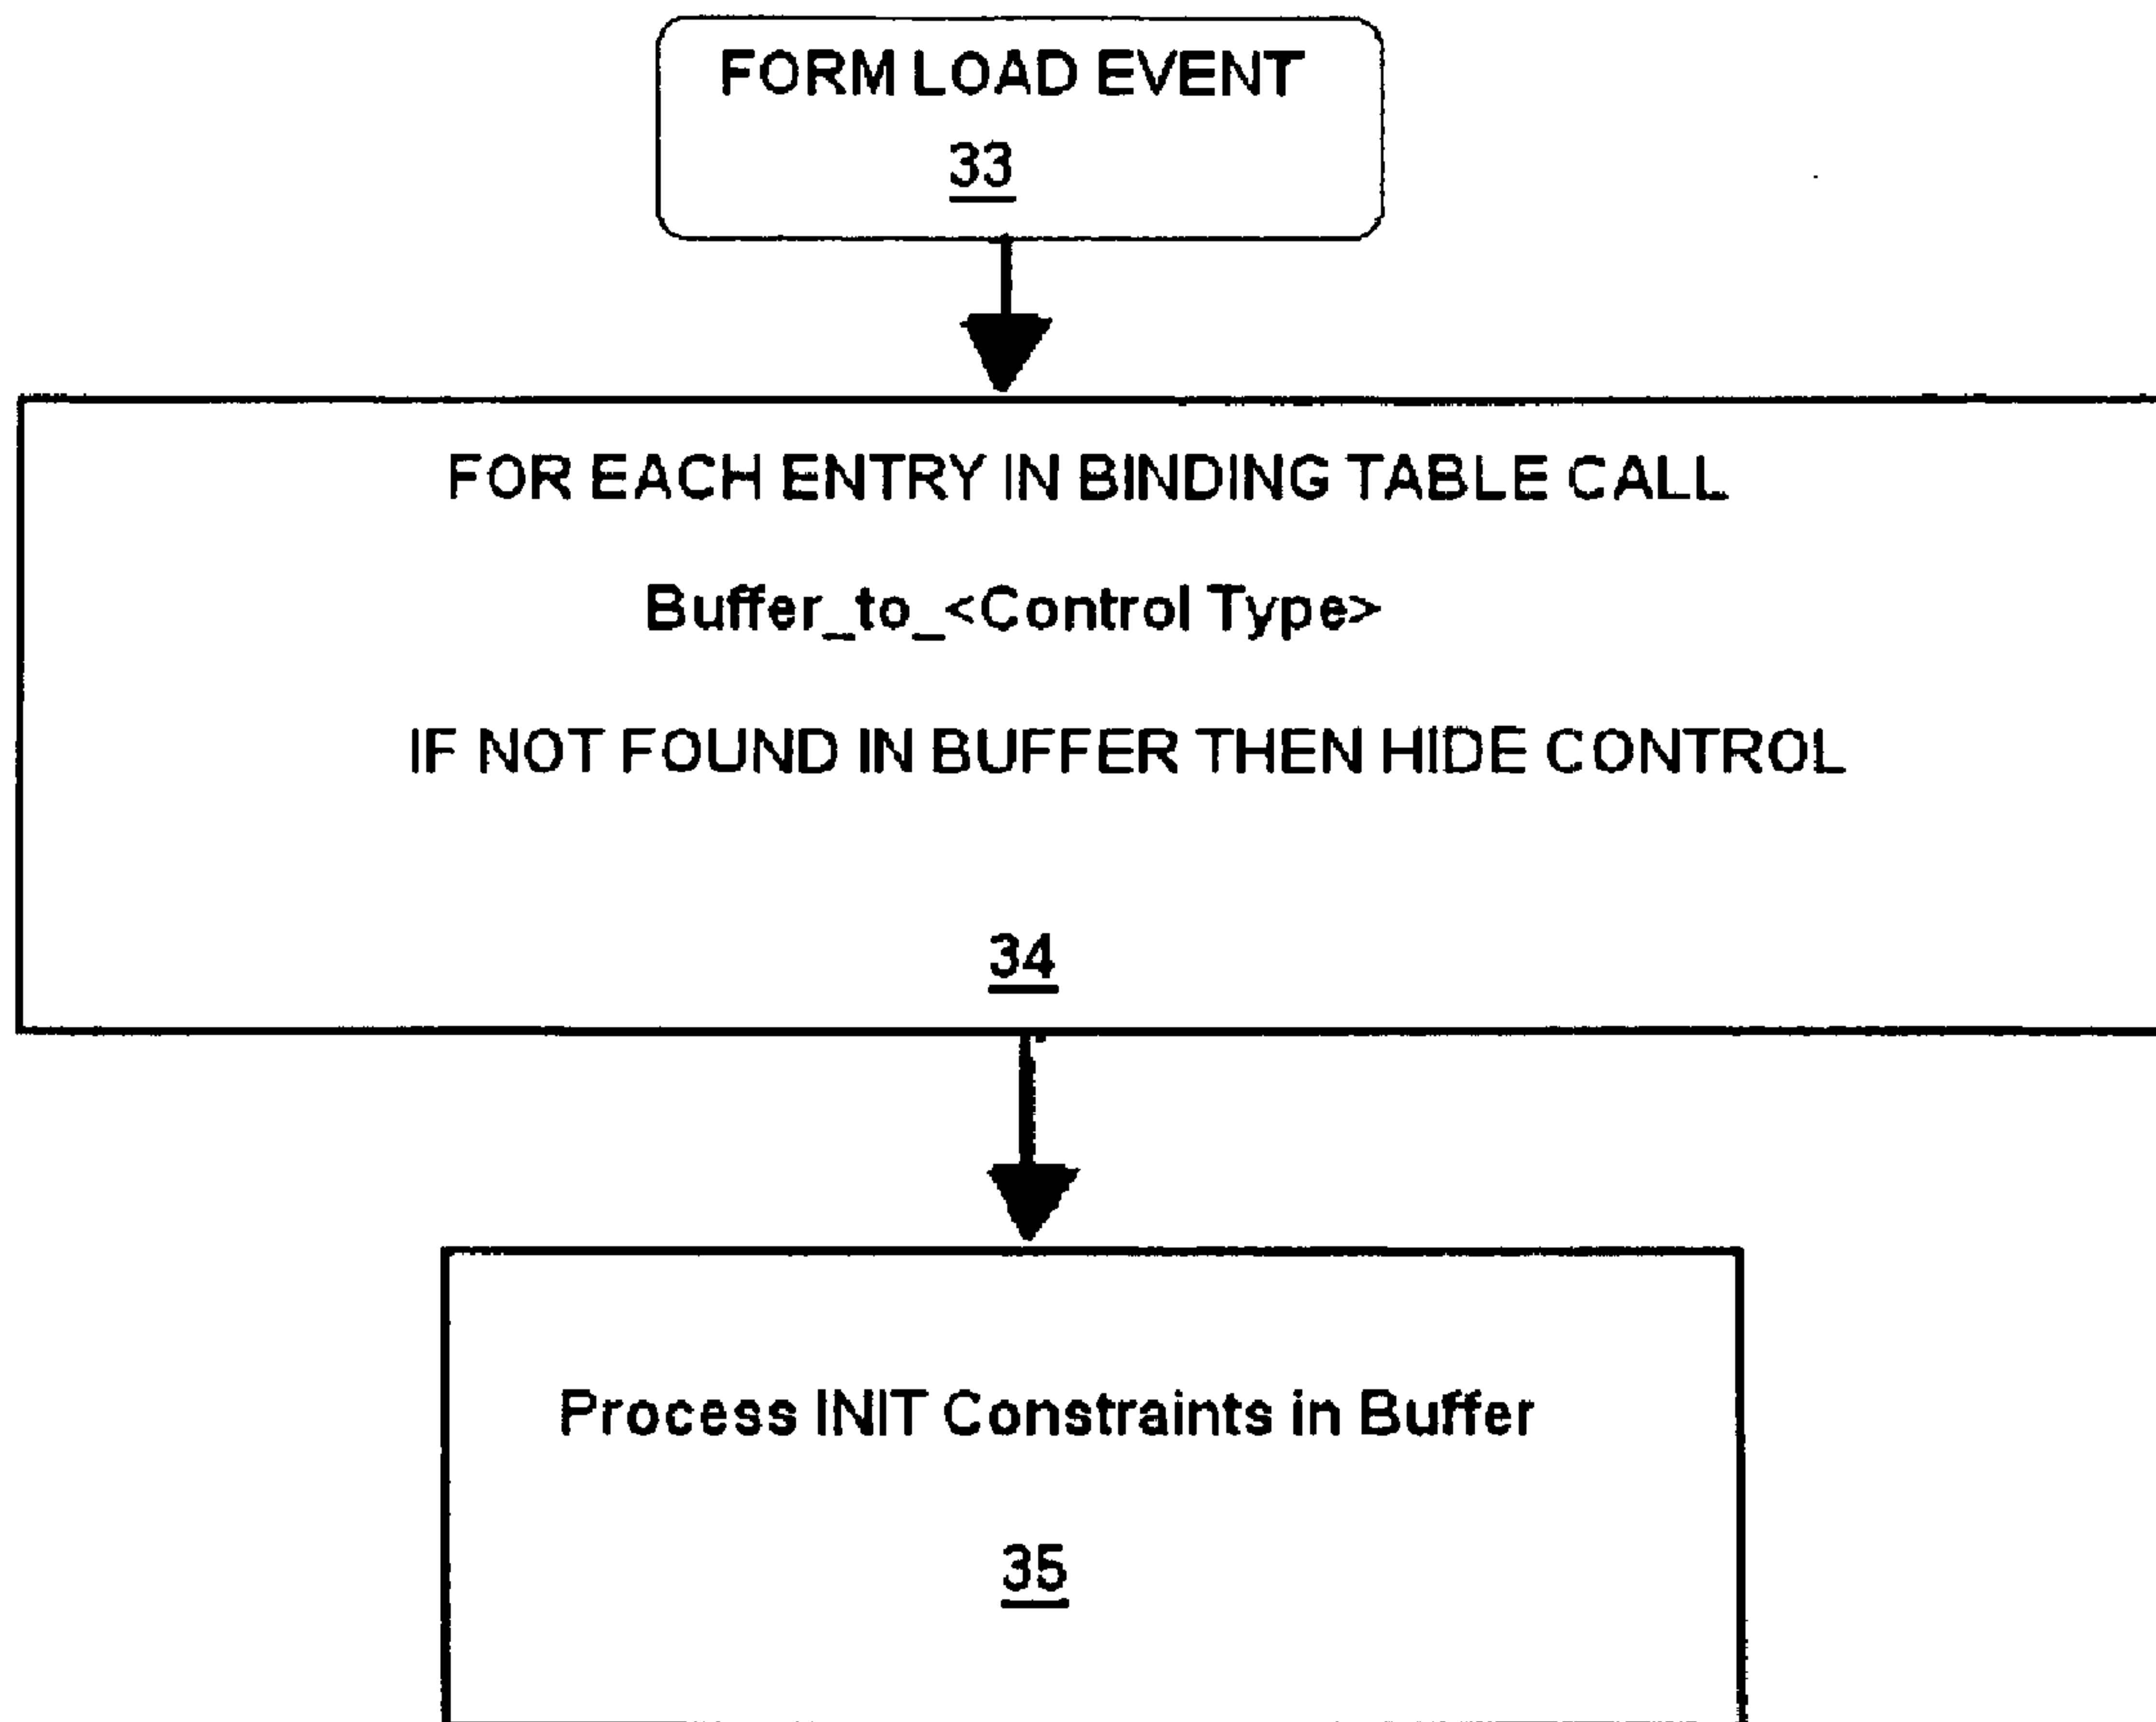 FORM LOAD EVENT
33
FOR EACH ENTRY IN BINDING TABLE CALL
Buffer_to_<Control Type>
IF NOT FOUND IN BUFFER THEN HIDE CONTROL
34
Process INIT Constraints in Buffer
35